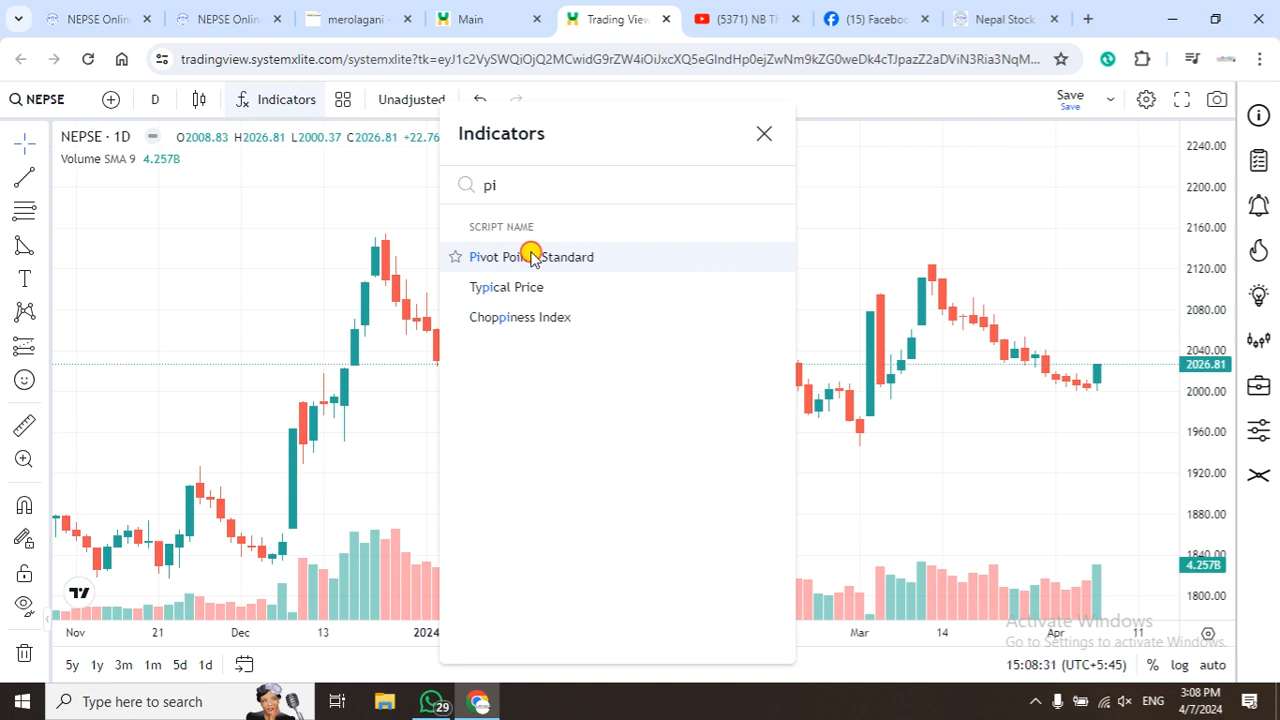 NEPSE Onlin
NEPSE Onlin
merolagani -
Main
Trading View
(5371) NB Th
(15) Faceboo
Nepal Stock
tradingview.systemxlite.com/systemxlite?tk=eyJ1c2VySWQiOjQ2MCwidG9rZW4iOiJxcXQ5eGIndHp0ejZwNm9kZG0weDk4cTJpazZ2aDViN3Ria3NqM...
NEPSE
D
Indicators
Unadjusted
Save
Save
NEPSE · 1D
O2008.83 H2026.81 L2000.37 C2026.81 +22.76
Volume SMA 9 4.257B
Indicators
pi
SCRIPT NAME
Pivot Standard
Typical Price
Choppiness Index
2240.00
2200.00
2160.00
2120.00
2080.00
2040.00
2026.81
2000.00
1960.00
1920.00
1880.00
1840.00
4.257B
1800.00
Nov 21 Dec 13 2024 Mar 14 Apr 11
Activate Windows
Go to Settings to activate Windows.
5y 1y 3m 1m 5d 1d
15:08:31 (UTC+5:45) % log auto
Type here to search
29
ENG
3:08 PM
4/7/2024